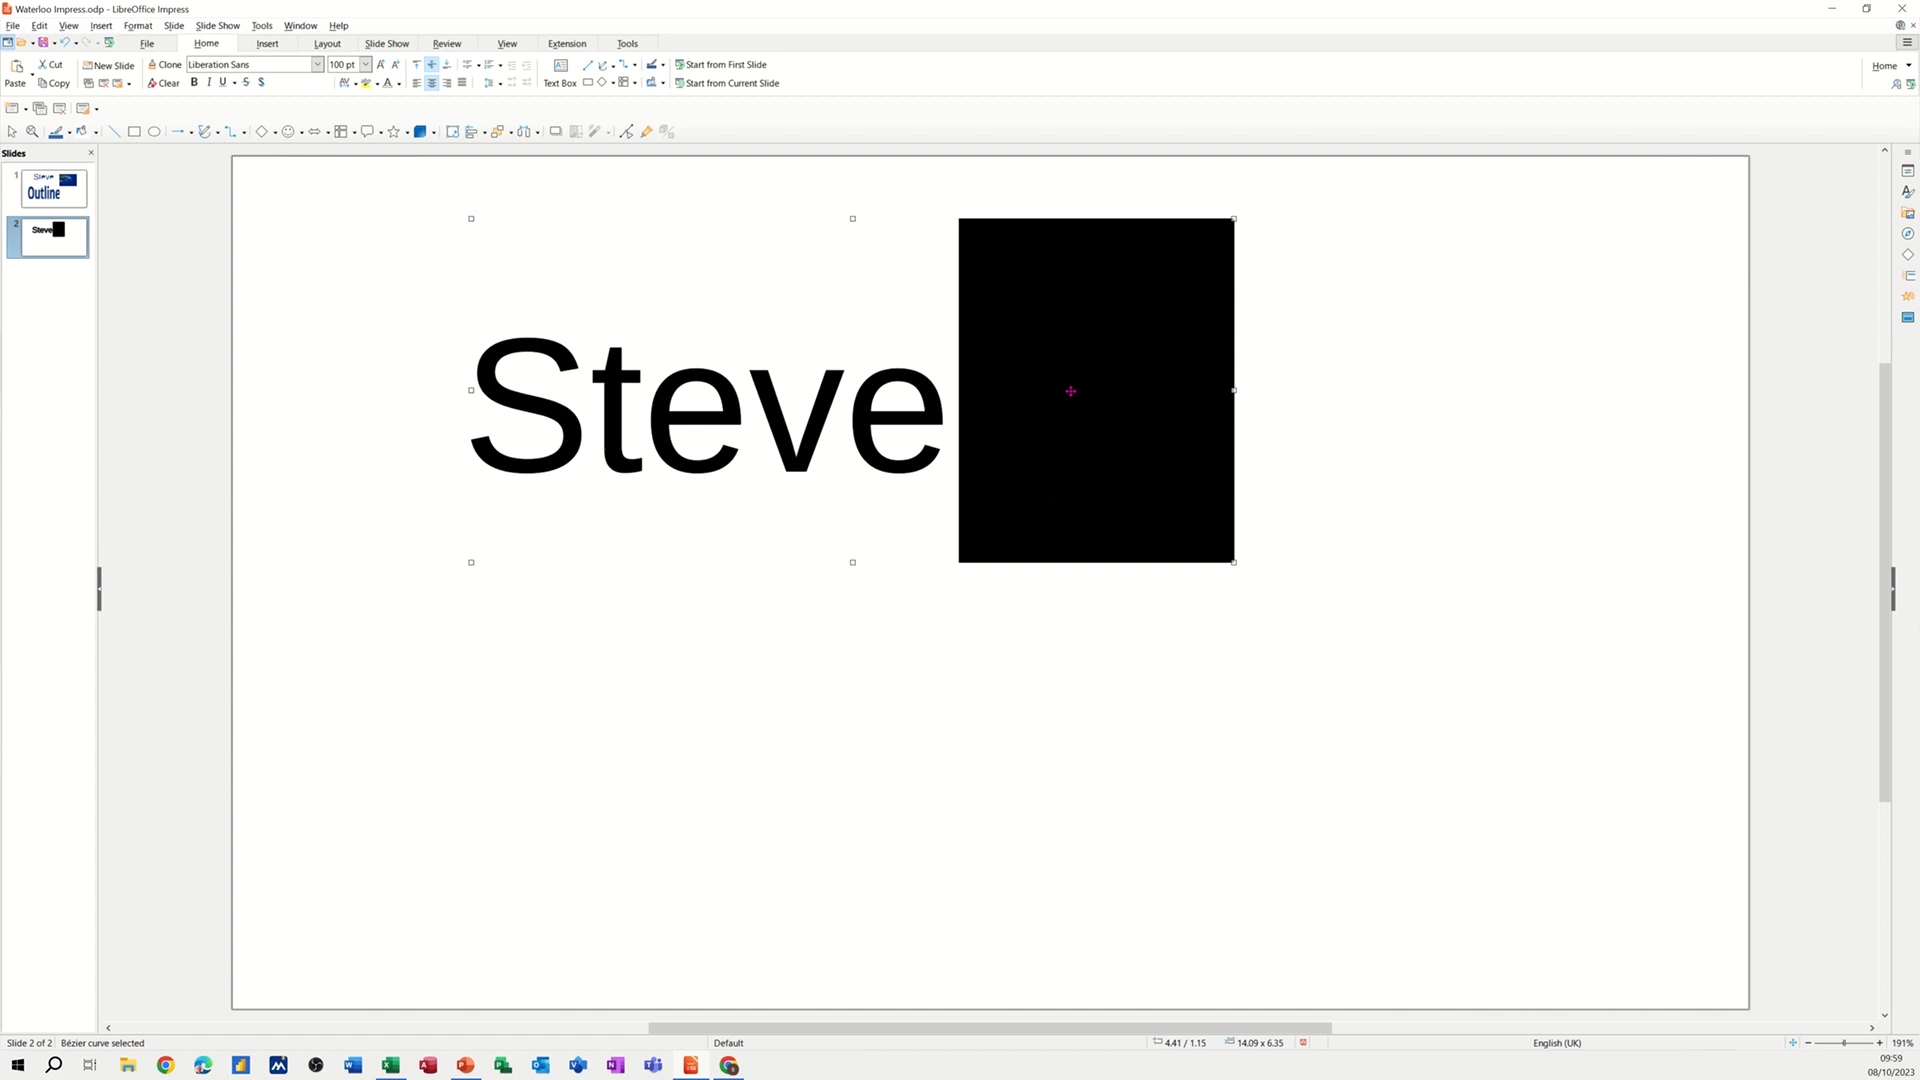 Waterloo Impress.odp - LibreOffice Impress
File Edit View Insert Format Slide Slide Show Tools Window Help
File Home Insert Layout Slide Show Review View Extension Tools
Cut New Slide Clone Liberation Sans 100 pt Start from First Slide Home
Paste Copy Clear B I U S S Text Box Start from Current Slide
Slides
1 Steve
Outline
2 Steve
Steve
Slide 2 of 2 Bézier curve selected Default 4.41 / 1.15 14.09 x 6.35 English (UK) 191%
09:59
08/10/2023